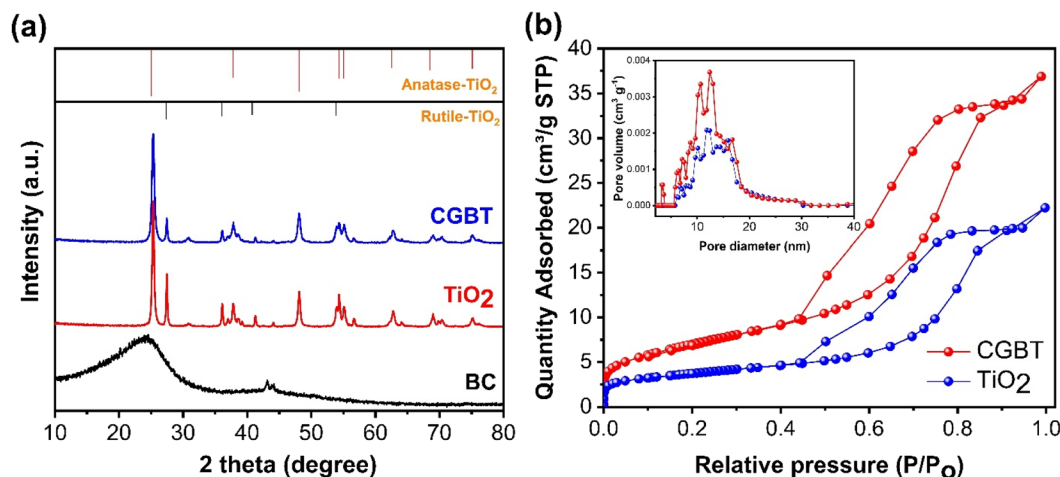 (a)
Anatase-TiO2
Rutile-TiO2
CGBT
TiO2
BC
Intensity (a.u.)
10 20 30 40 50 60 70 80
2 theta (degree)
(b)
40
35
30
25
20
15
10
5
0
Quantity Adsorbed (cm³/g STP)
0.004
0.003
0.002
0.001
0.000
Pore volume (cm³ g⁻¹)
10 20 30 40
Pore diameter (nm)
CGBT
TiO2
0.0 0.2 0.4 0.6 0.8 1.0
Relative pressure (P/PO)